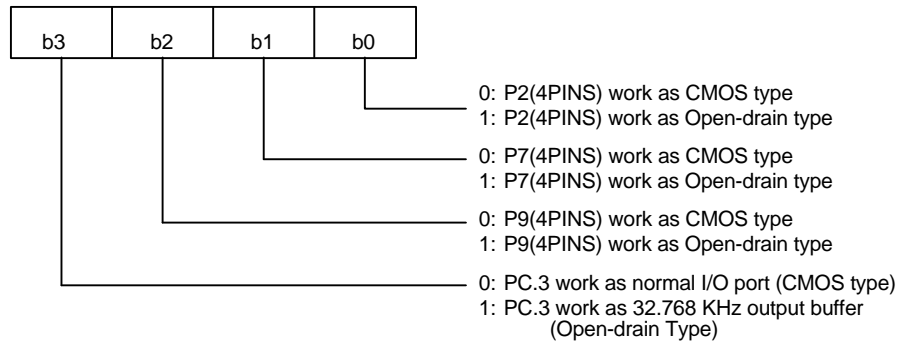 b3 b2 b1 b0
0: P2(4PINS) work as CMOS type
1: P2(4PINS) work as Open-drain type
0: P7(4PINS) work as CMOS type
1: P7(4PINS) work as Open-drain type
0: P9(4PINS) work as CMOS type
1: P9(4PINS) work as Open-drain type
0: PC.3 work as normal I/O port (CMOS type)
1: PC.3 work as 32.768 KHz output buffer
(Open-drain Type)